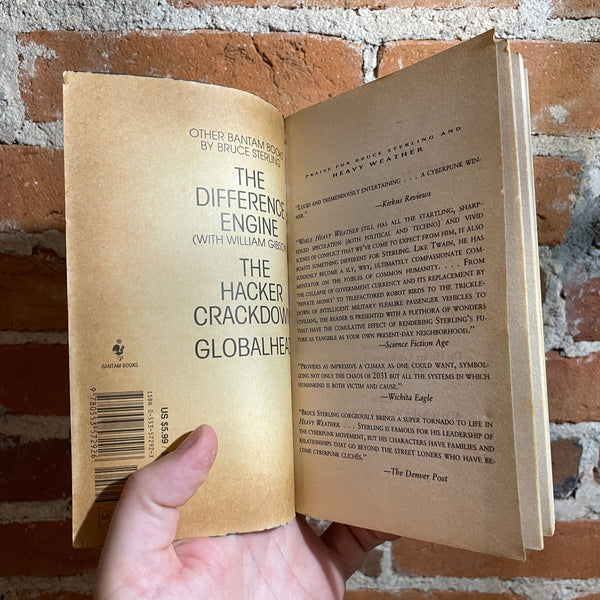 OTHER BANTAM BOOKS
BY BRUCE STERLING
THE
DIFFERENCE
ENGINE
(WITH WILLIAM GIBSON
THE
HACKER
CRACKDOWN
GLOBALHEAD
BANTAM BOOKS
9 780553 572926
ISBN 0-553-57292-X
US $5.99
S
PRAISE FOR BRUCE STERLING AND
HEAVY WEATHER
"LUCID AND TREMENDOUSLY ENTERTAINING . . . A CYBERPUNK WIN-
NER."
—Kirkus Reviews
"WHILE HEAVY WEATHER STILL HAS ALL THE STARTLING, SHARP-
EDGED SPECULATION (BOTH POLITICAL AND TECHNO) AND VIVID
SCENES OF CONFLICT THAT WE'VE COME TO EXPECT FROM HIM, IT ALSO
BOASTS SOMETHING DIFFERENT FOR STERLING. LIKE TWAIN, HE HAS
SUDDENLY BECOME A SLY, WRY, ULTIMATELY COMPASSIONATE COM-
MENTATOR ON THE FOIBLES OF COMMON HUMANITY. . . . FROM
THE COLLAPSE OF GOVERNMENT CURRENCY AND ITS REPLACEMENT BY
'PRIVATE MONEY' TO TELEFACTORED ROBOT BIRDS TO THE TRICKLE-
DOWN OF INTELLIGENT MILITARY FLEALIKE PASSENGER VEHICLES TO
CIVILIANS, THE READER IS PRESENTED WITH A PLETHORA OF WONDERS
THAT HAVE THE CUMULATIVE EFFECT OF RENDERING STERLING'S FU-
TURE AS TANGIBLE AS YOUR OWN PRESENT-DAY NEIGHBORHOOD."
—Science Fiction Age
"PROVIDES AS IMPRESSIVE A CLIMAX AS ONE COULD WANT, SYMBOL-
IZING NOT ONLY THE CHAOS OF 2031 BUT ALL THE SYSTEMS IN WHICH
HUMANKIND IS BOTH VICTIM AND CAUSE."
—Wichita Eagle
"BRUCE STERLING GORGEOUSLY BRINGS A SUPER TORNADO TO LIFE IN
HEAVY WEATHER. . . . STERLING IS FAMOUS FOR HIS LEADERSHIP OF
THE CYBERPUNK MOVEMENT, BUT HIS CHARACTERS HAVE FAMILIES AND
RELATIONSHIPS THAT GO BEYOND THE STREET LONERS WHO HAVE BE-
COME CYBERPUNK CLICHÉS."
—The Denver Post